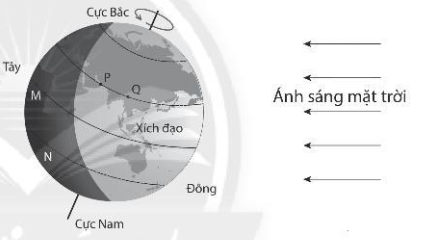 Cực Bắc
Tây
P
Q
M
Ánh sáng mặt trời
Xích đạo
N
Đông
Cực Nam